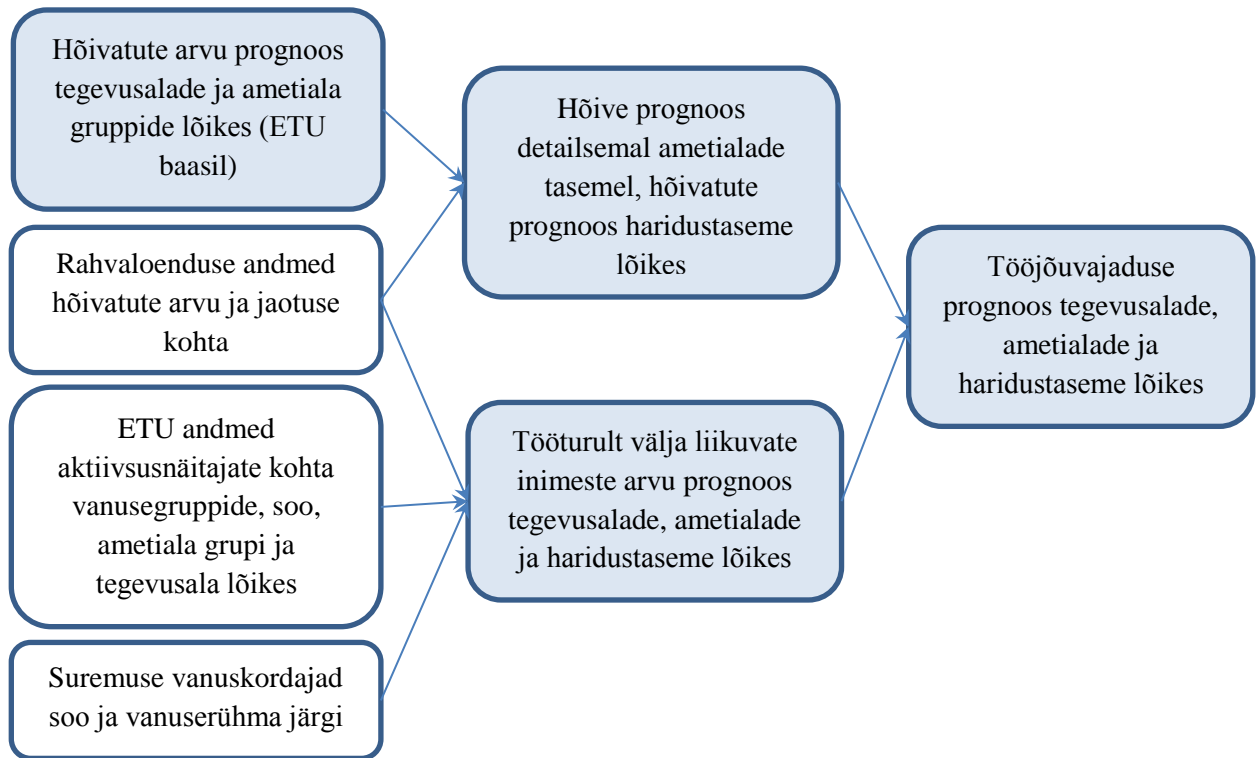 Hõivatute arvu prognoos
tegevusalade ja ametiala
gruppide lõikes (ETU
baasil)
Rahvaloenduse andmed
hõivatute arvu ja jaotuse
kohta
ETU andmed
aktiivsusnäitajate kohta
vanusegruppide, soo,
ametiala grupi ja
tegevusala lõikes
Suremuse vanuskordajad
soo ja vanuserühma järgi
Hõive prognoos
detailsemal ametialade
tasemel, hõivatute
prognoos haridustaseme
lõikes
Tööturult välja liikuvate
inimeste arvu prognoos
tegevusalade, ametialade
ja haridustaseme lõikes
Tööjõuvajaduse
prognoos tegevusalade,
ametialade ja
haridustaseme lõikes